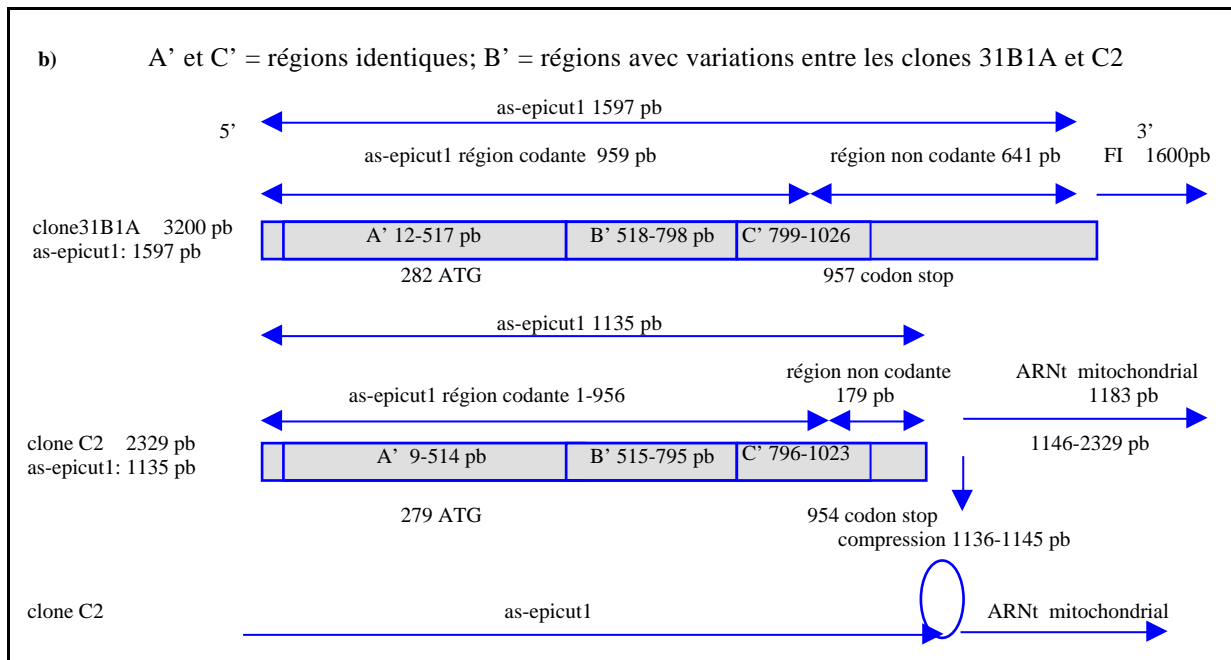 b) A’ et C’ = régions identiques; B’ = régions avec variations entre les clones 31B1A et C2
as-epicut1 1597 pb
5’ 3’
as-epicut1 région codante 959 pb région non codante 641 pb FI 1600pb
clone31B1A 3200 pb
as-epicut1: 1597 pb
A’ 12-517 pb B’ 518-798 pb C’ 799-1026
282 ATG 957 codon stop
as-epicut1 1135 pb
région non codante
179 pb
ARNt mitochondrial
1183 pb
as-epicut1 région codante 1-956
clone C2 2329 pb
as-epicut1: 1135 pb
A’ 9-514 pb B’ 515-795 pb C’ 796-1023
1146-2329 pb
279 ATG 954 codon stop
compression 1136-1145 pb
clone C2 as-epicut1 ARNt mitochondrial